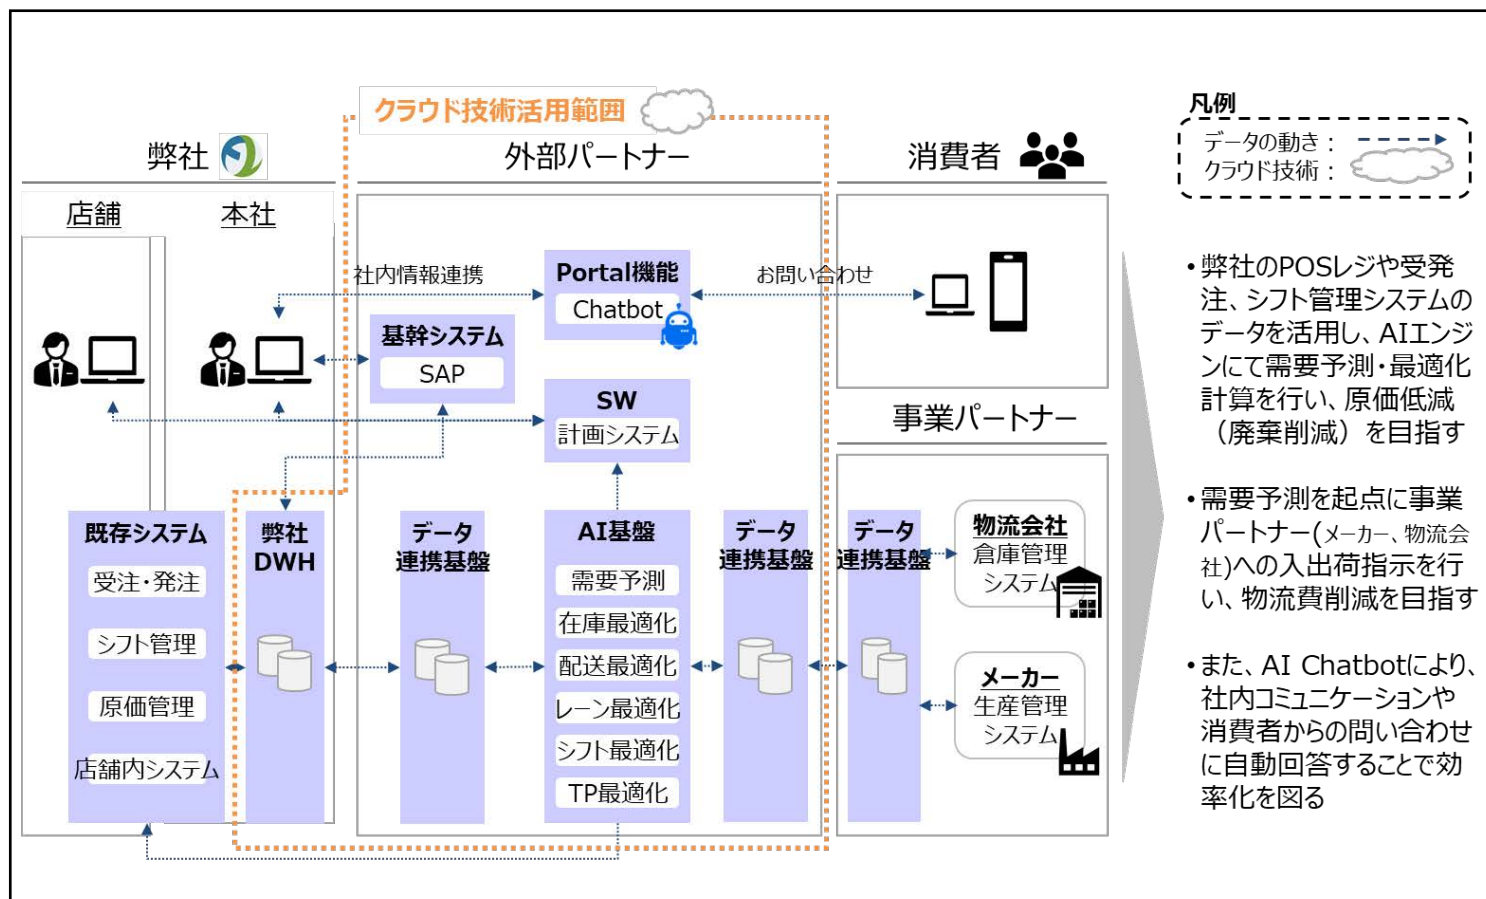 クラウド技術活用範囲
弊社
外部パートナー
消費者
凡例
データの動き：
クラウド技術：
店舗
本社
社内情報連携
Portal機能
Chatbot
お問い合わせ
基幹システム
SAP
SW
計画システム
事業パートナー
既存システム
受注・発注
シフト管理
原価管理
店舗内システム
弊社
DWH
データ
連携基盤
AI基盤
需要予測
在庫最適化
配送最適化
レーン最適化
シフト最適化
TP最適化
データ
連携基盤
データ
連携基盤
物流会社
倉庫管理
システム
メーカー
生産管理
システム
•弊社のPOSレジや受発
注、シフト管理システムの
データを活用し、AIエンジ
ンにて需要予測・最適化
計算を行い、原価低減
（廃棄削減）を目指す
•需要予測を起点に事業
パートナー(メーカー、物流会
社)への入出荷指示を行
い、物流費削減を目指す
•また、AI Chatbotにより、
社内コミュニケーションや
消費者からの問い合わせ
に自動回答することで効
率化を図る